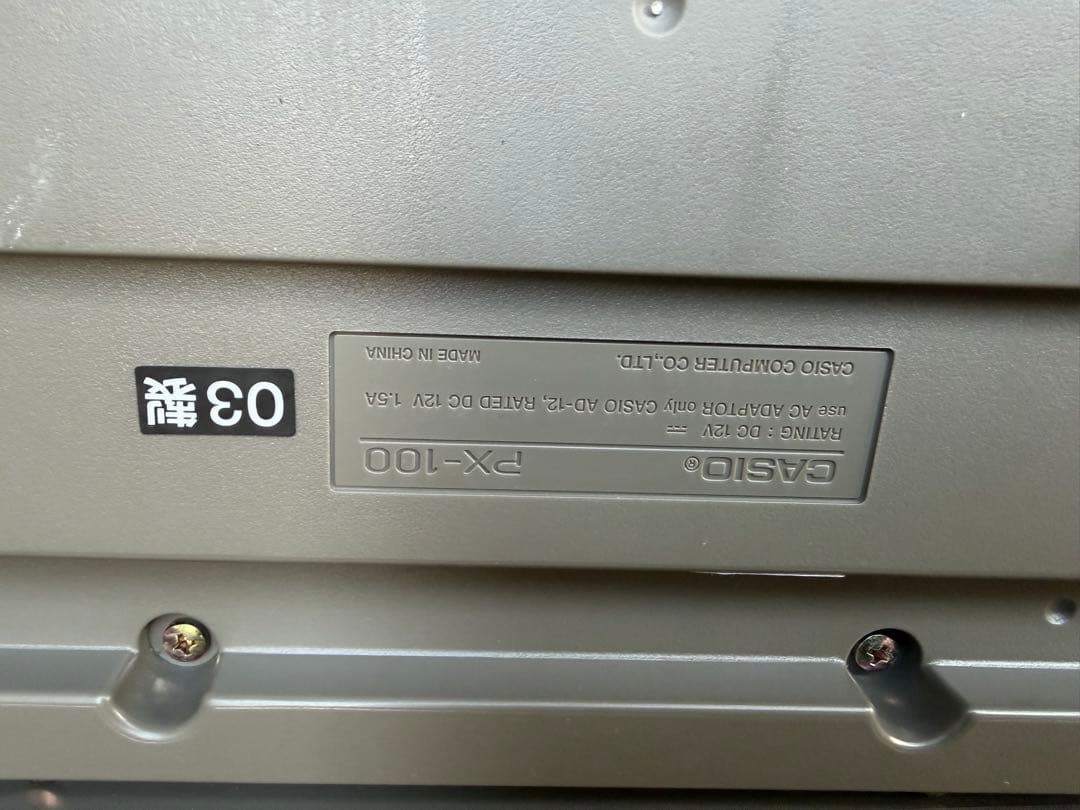 CASIO® PX-100
RATING : DC 12V ⎓
use AC ADAPTOR only CASIO AD-12, RATED DC 12V 1.5A
CASIO COMPUTER CO.,LTD. MADE IN CHINA
03製